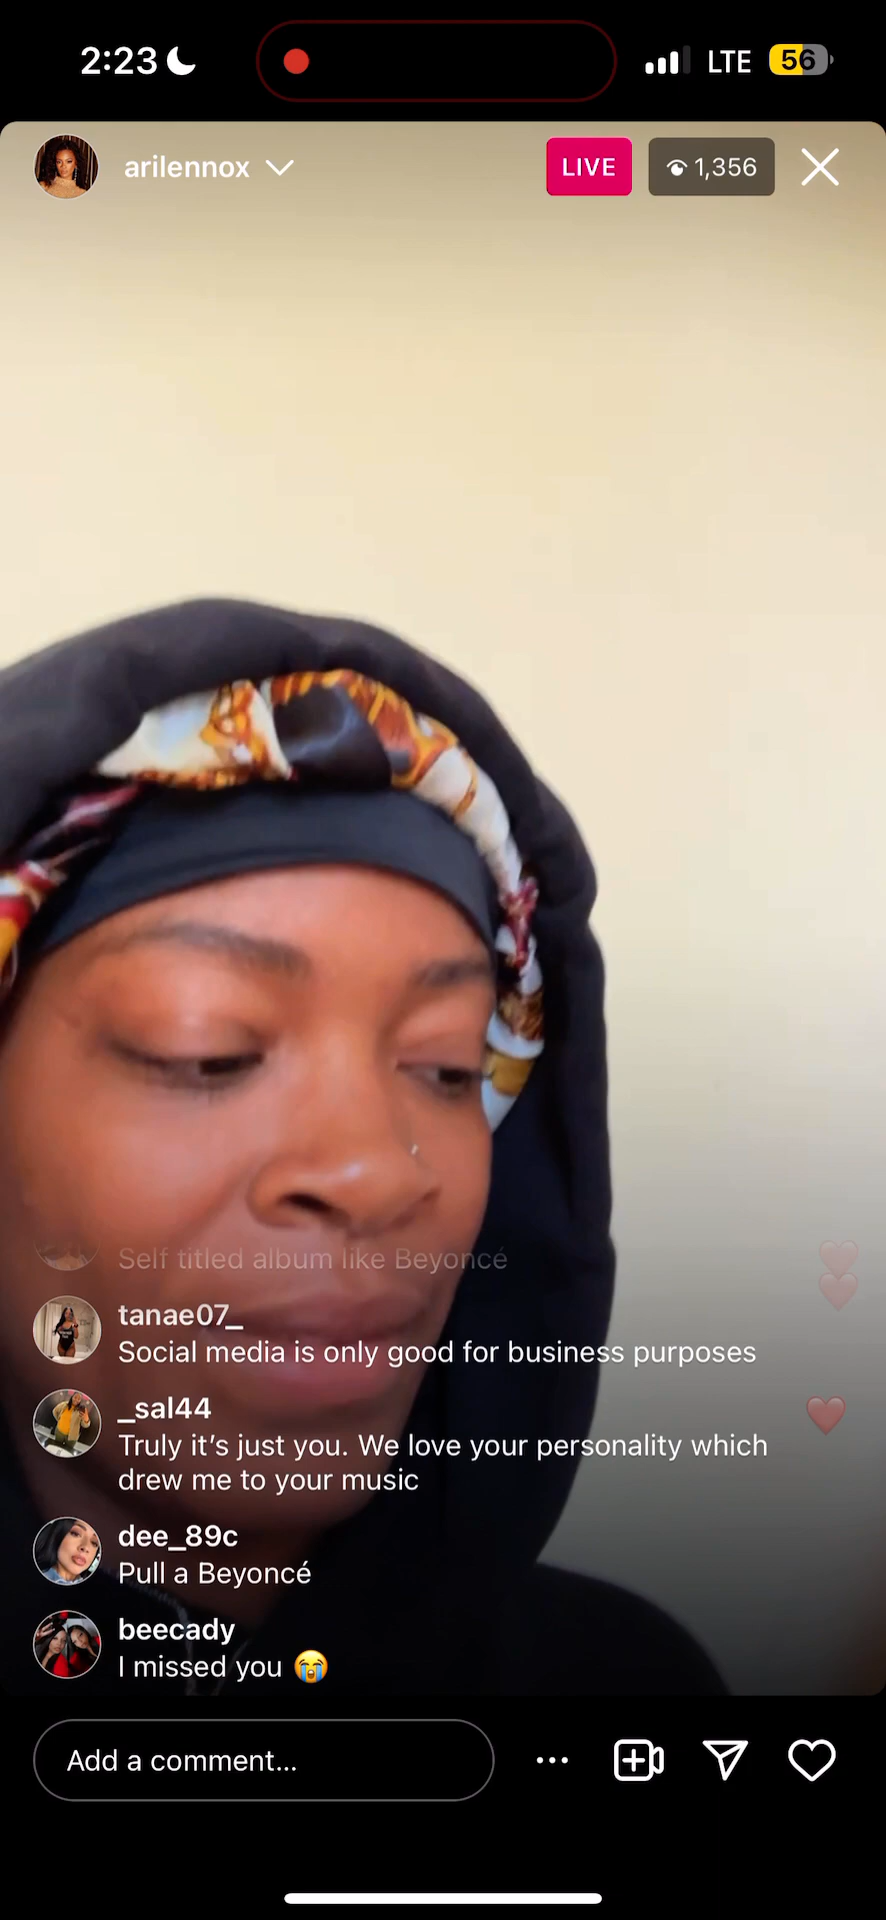 2:23
LTE
56
arilennox
LIVE
1,356
Self titled album like Beyoncé
tanae07_
Social media is only good for business purposes
_sal44
Truly it’s just you. We love your personality which
drew me to your music
dee_89c
Pull a Beyoncé
beecady
I missed you 😭
Add a comment...